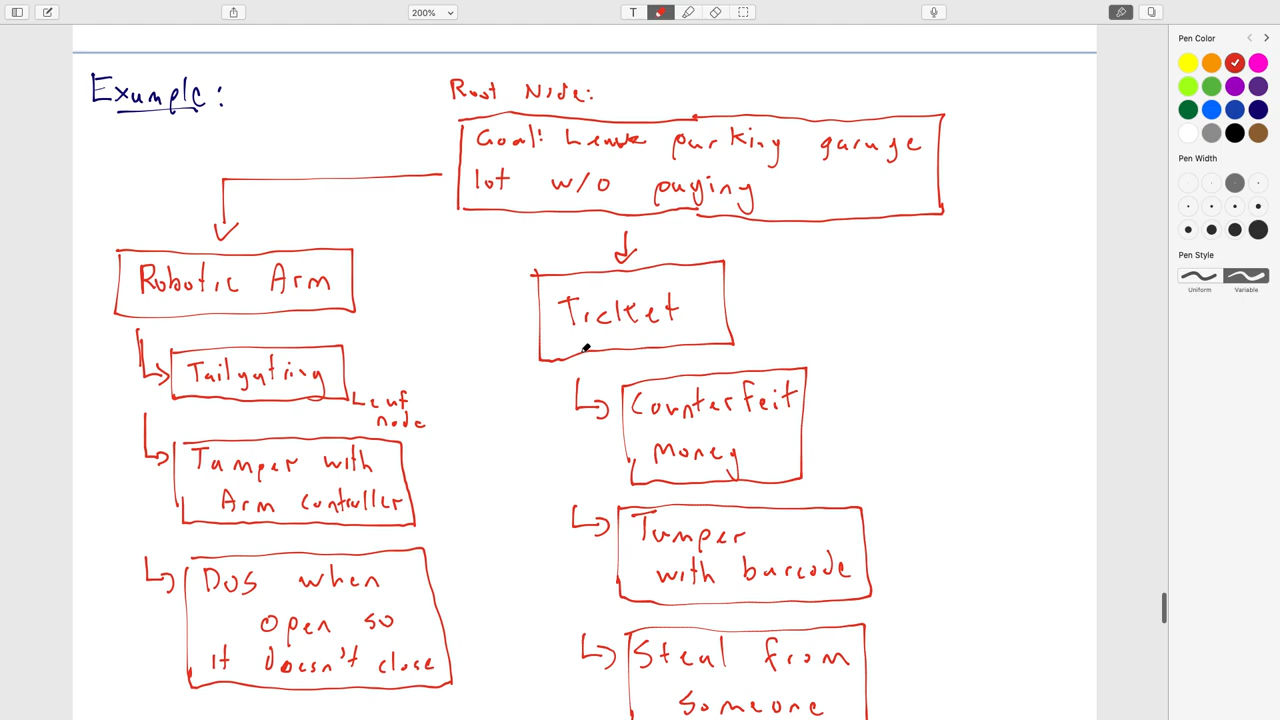 200%
T
Example:
Root Node:
Goal: Leave parking garage
lot w/o paying
Robotic Arm
Tailgating
Leaf
node
Tamper with
Arm controller
DOS when
open so
it doesn't close
Ticket
Counterfeit
money
Tamper
with barcode
Steal from
someone
Pen Color
Pen Width
Pen Style
Uniform
Variable